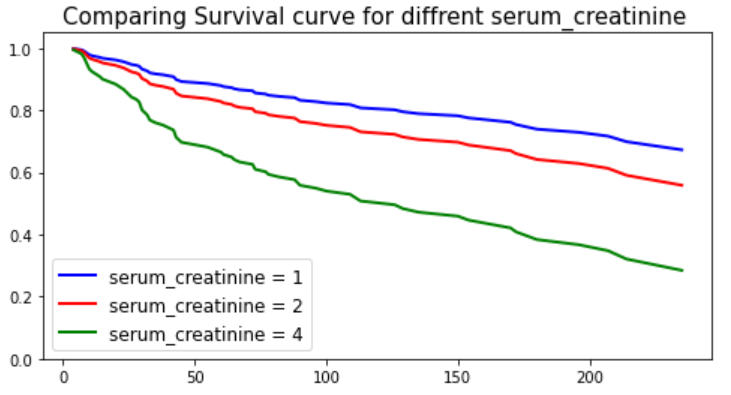 Comparing Survival curve for diffrent serum_creatinine
1.0
0.8
0.6
0.4
0.2
0.0
serum_creatinine = 1
serum_creatinine = 2
serum_creatinine = 4
0 50 100 150 200